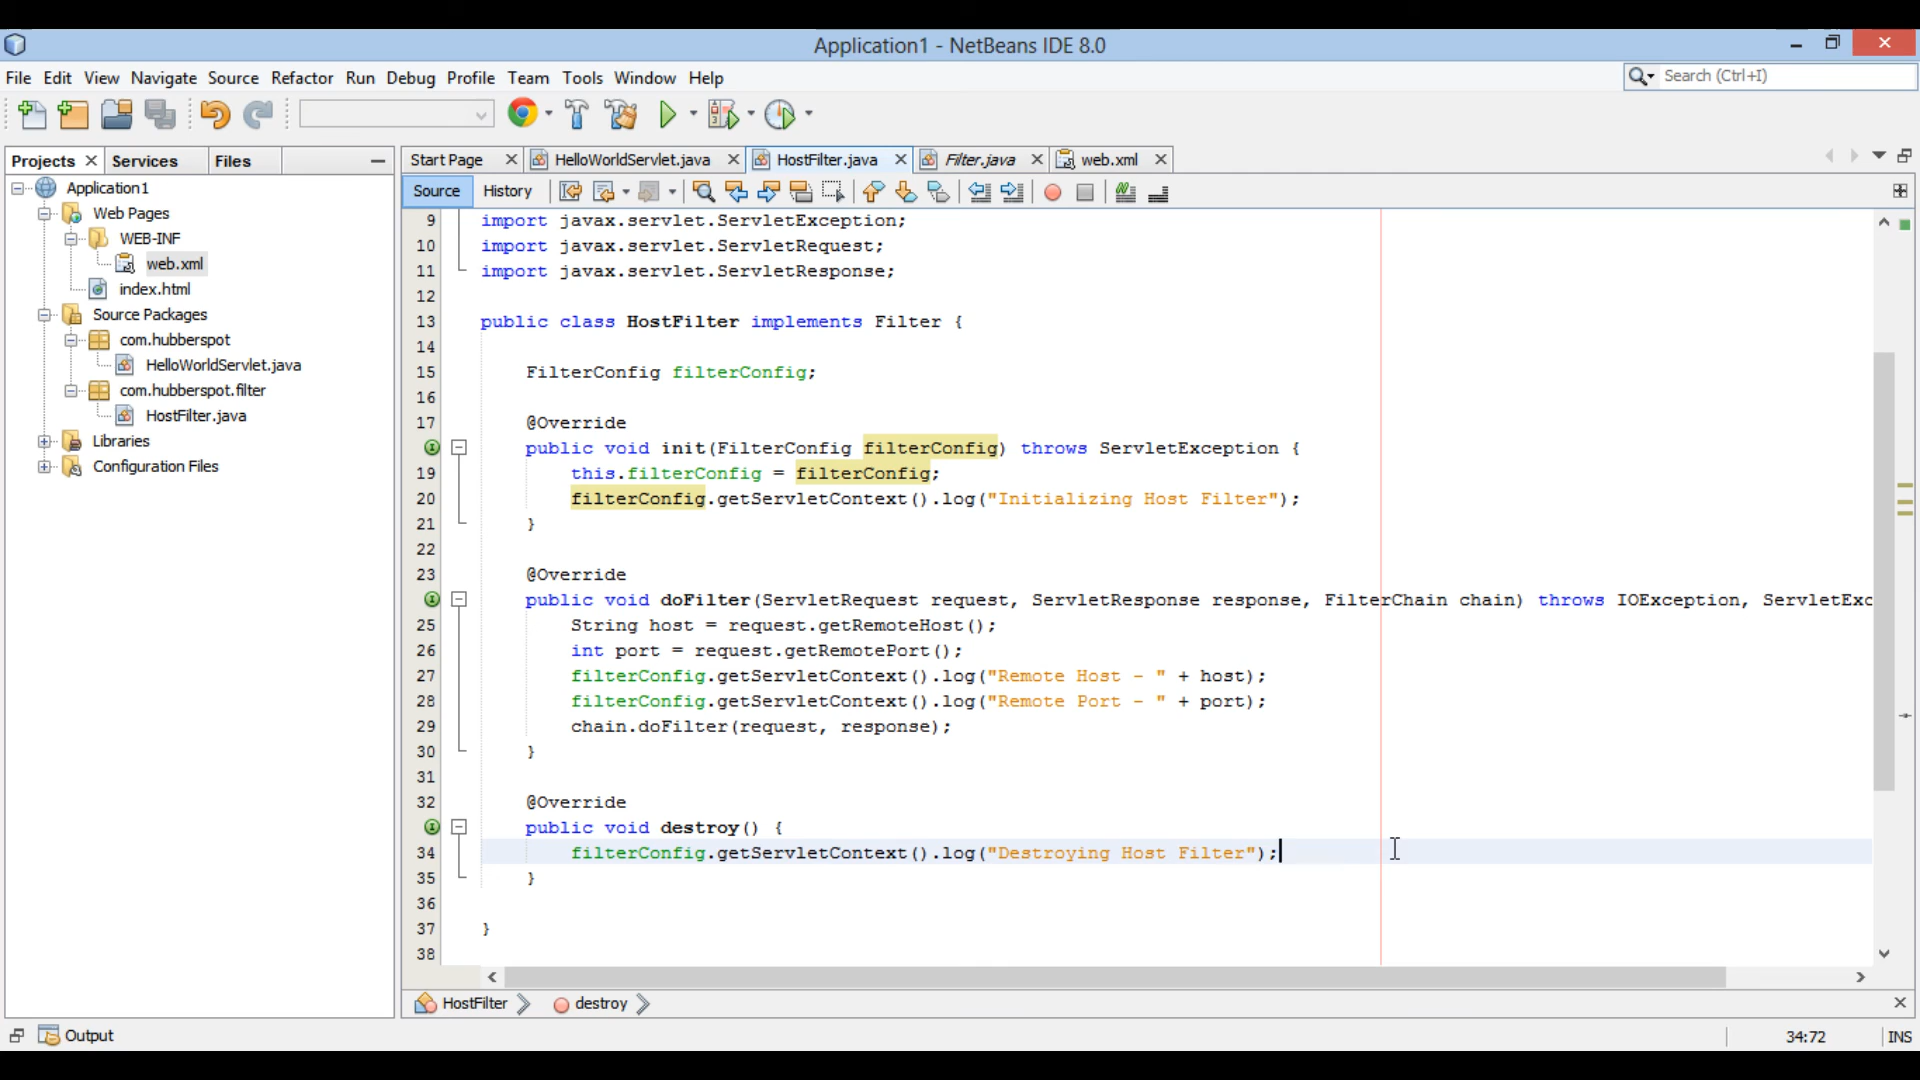 Application1 - NetBeans IDE 8.0
File Edit View Navigate Source Refactor Run Debug Profile Team Tools Window Help
Search (Ctrl+I)
Projects Services Files
Start Page HelloWorldServlet.java HostFilter.java Filter.java web.xml
Source History
Application1
Web Pages
WEB-INF
web.xml
index.html
Source Packages
com.hubberspot
HelloWorldServlet.java
com.hubberspot.filter
HostFilter.java
Libraries
Configuration Files
9 import javax.servlet.ServletException;
10 import javax.servlet.ServletRequest;
11 import javax.servlet.ServletResponse;
12
13 public class HostFilter implements Filter {
14
15 FilterConfig filterConfig;
16
17 @Override
public void init(FilterConfig filterConfig) throws ServletException {
19 this.filterConfig = filterConfig;
20 filterConfig.getServletContext().log("Initializing Host Filter");
21 }
22
23 @Override
public void doFilter(ServletRequest request, ServletResponse response, FilterChain chain) throws IOException, ServletExc
25 String host = request.getRemoteHost();
26 int port = request.getRemotePort();
27 filterConfig.getServletContext().log("Remote Host - " + host);
28 filterConfig.getServletContext().log("Remote Port - " + port);
29 chain.doFilter(request, response);
30 }
31
32 @Override
public void destroy() {
34 filterConfig.getServletContext().log("Destroying Host Filter");
35 }
36
37 }
38
HostFilter destroy
Output
34:72 INS